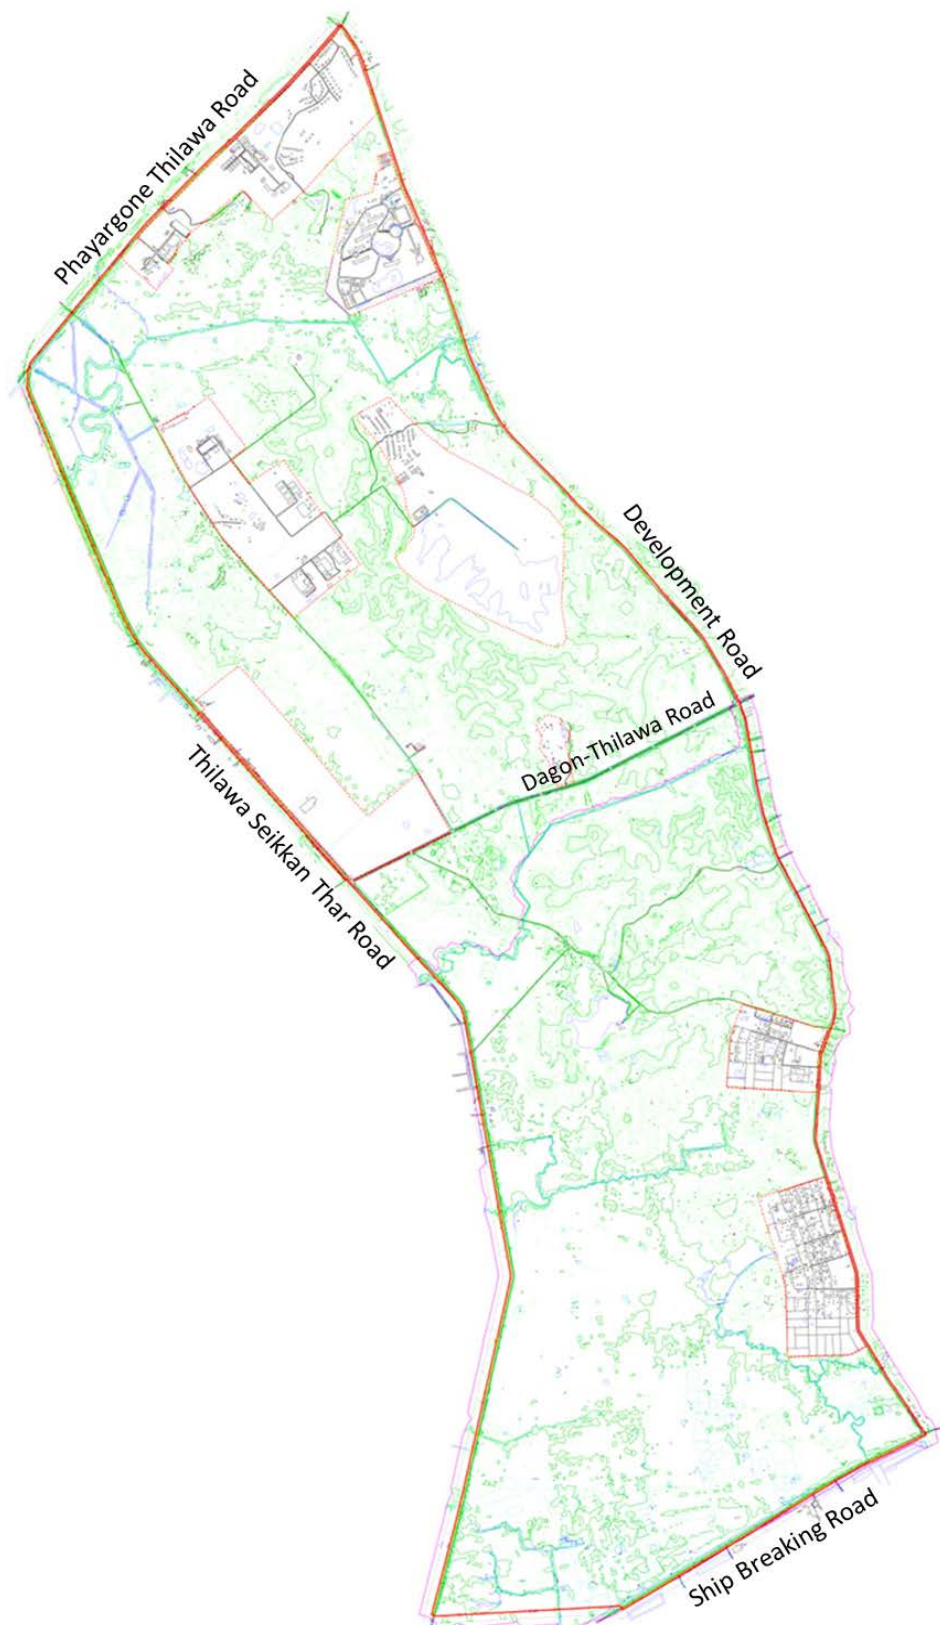 Phayargone Thilawa Road
Development Road
Dagon-Thilawa Road
Thilawa Seikkan Thar Road
Ship Breaking Road